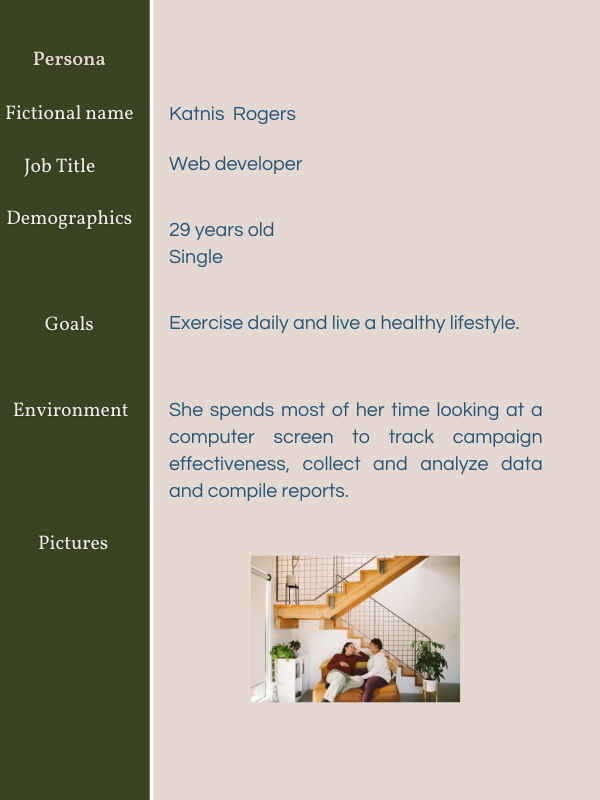 Persona
Fictional name
Katnis Rogers
Job Title
Web developer
Demographics
29 years old
Single
Goals
Exercise daily and live a healthy lifestyle.
Environment
She spends most of her time looking at a
computer screen to track campaign
effectiveness, collect and analyze data
and compile reports.
Pictures